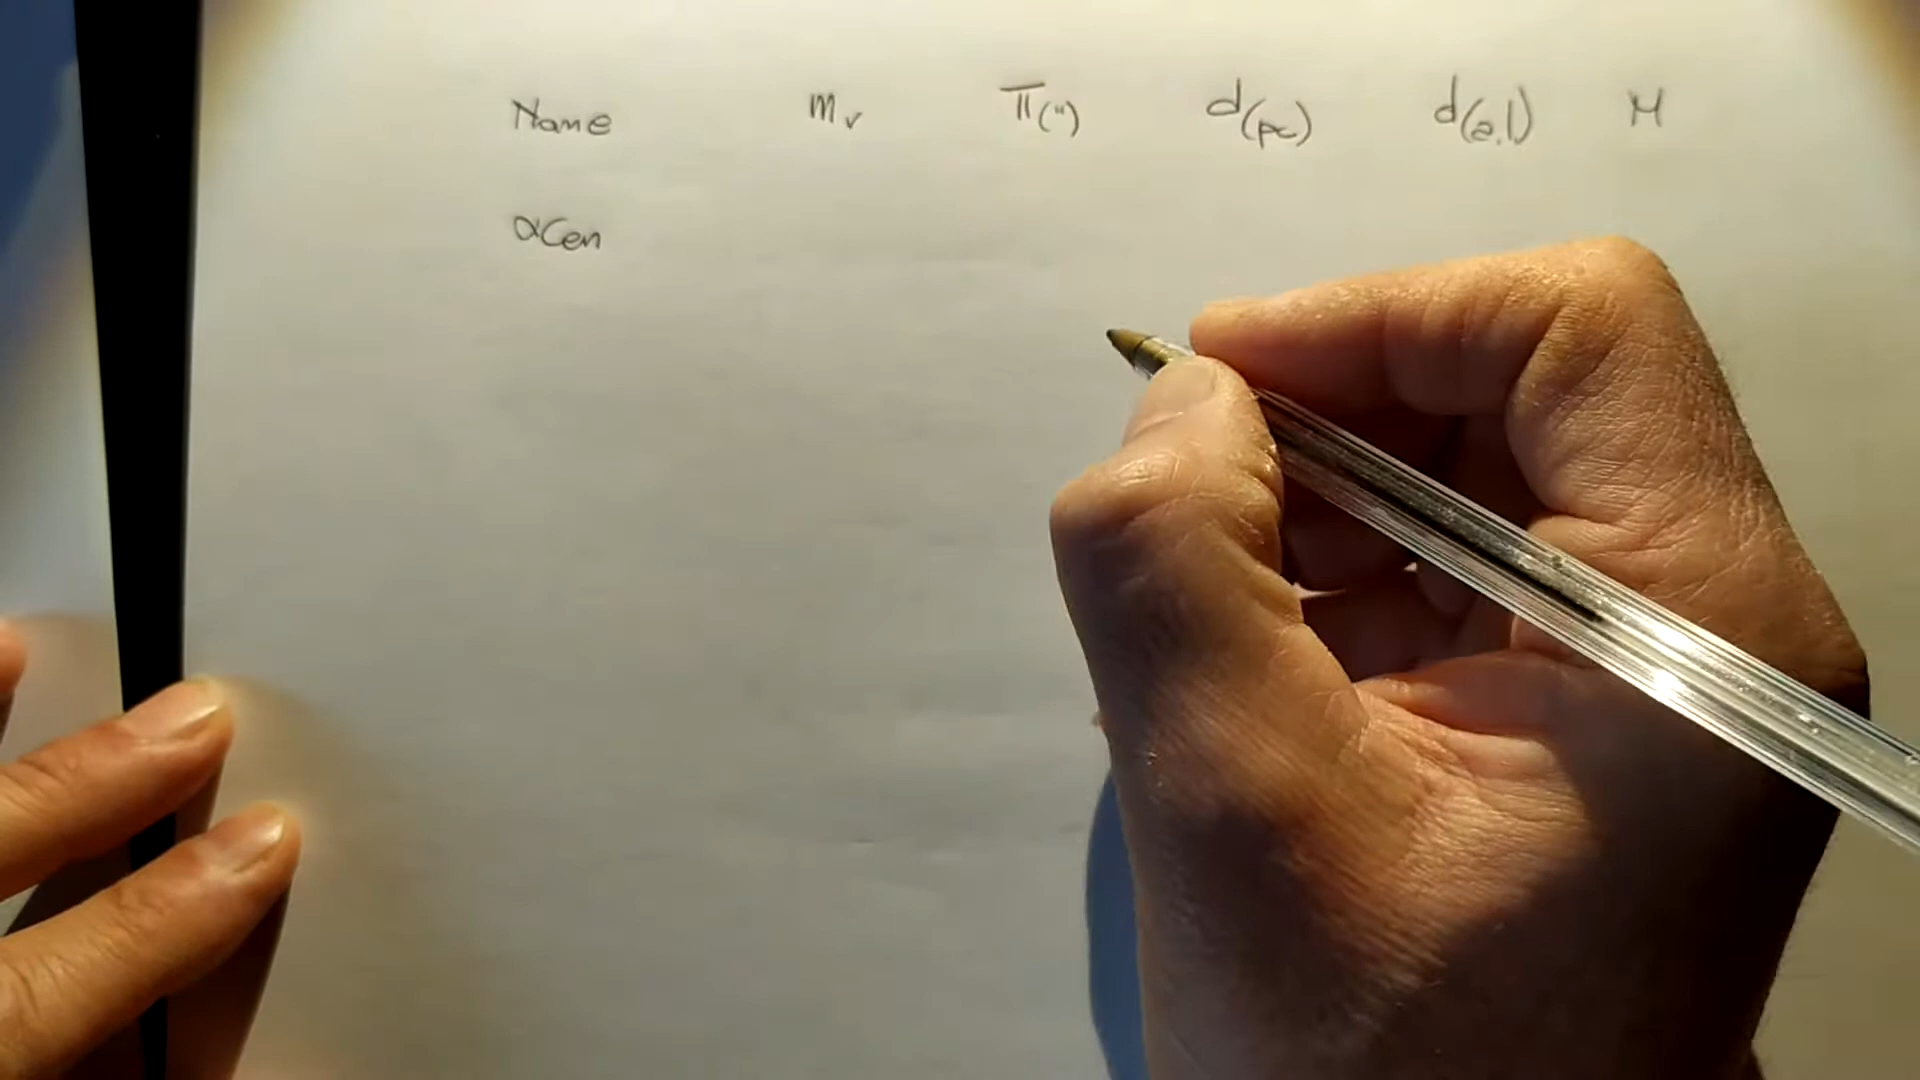 Name mv π(") d(pc) d(a.l) M
αCen